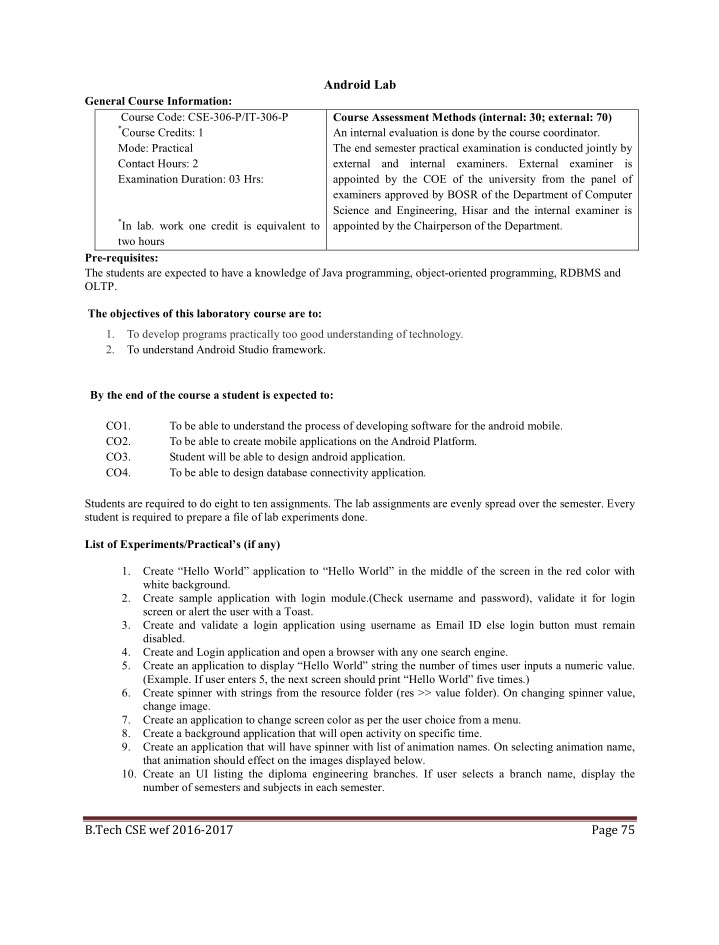 Android Lab
General Course Information:
Course Code: CSE-306-P/IT-306-P
*Course Credits: 1
Mode: Practical
Contact Hours: 2
Examination Duration: 03 Hrs:
*In lab. work one credit is equivalent to
two hours
Course Assessment Methods (internal: 30; external: 70)
An internal evaluation is done by the course coordinator.
The end semester practical examination is conducted jointly by
external and internal examiners. External examiner is
appointed by the COE of the university from the panel of
examiners approved by BOSR of the Department of Computer
Science and Engineering, Hisar and the internal examiner is
appointed by the Chairperson of the Department.
Pre-requisites:
The students are expected to have a knowledge of Java programming, object-oriented programming, RDBMS and
OLTP.
The objectives of this laboratory course are to:
1. To develop programs practically too good understanding of technology.
2. To understand Android Studio framework.
By the end of the course a student is expected to:
CO1. To be able to understand the process of developing software for the android mobile.
CO2. To be able to create mobile applications on the Android Platform.
CO3. Student will be able to design android application.
CO4. To be able to design database connectivity application.
Students are required to do eight to ten assignments. The lab assignments are evenly spread over the semester. Every
student is required to prepare a file of lab experiments done.
List of Experiments/Practical's (if any)
1. Create “Hello World” application to “Hello World” in the middle of the screen in the red color with
white background.
2. Create sample application with login module.(Check username and password), validate it for login
screen or alert the user with a Toast.
3. Create and validate a login application using username as Email ID else login button must remain
disabled.
4. Create and Login application and open a browser with any one search engine.
5. Create an application to display “Hello World” string the number of times user inputs a numeric value.
(Example. If user enters 5, the next screen should print “Hello World” five times.)
6. Create spinner with strings from the resource folder (res >> value folder). On changing spinner value,
change image.
7. Create an application to change screen color as per the user choice from a menu.
8. Create a background application that will open activity on specific time.
9. Create an application that will have spinner with list of animation names. On selecting animation name,
that animation should effect on the images displayed below.
10. Create an UI listing the diploma engineering branches. If user selects a branch name, display the
number of semesters and subjects in each semester.
B.Tech CSE wef 2016-2017 Page 75